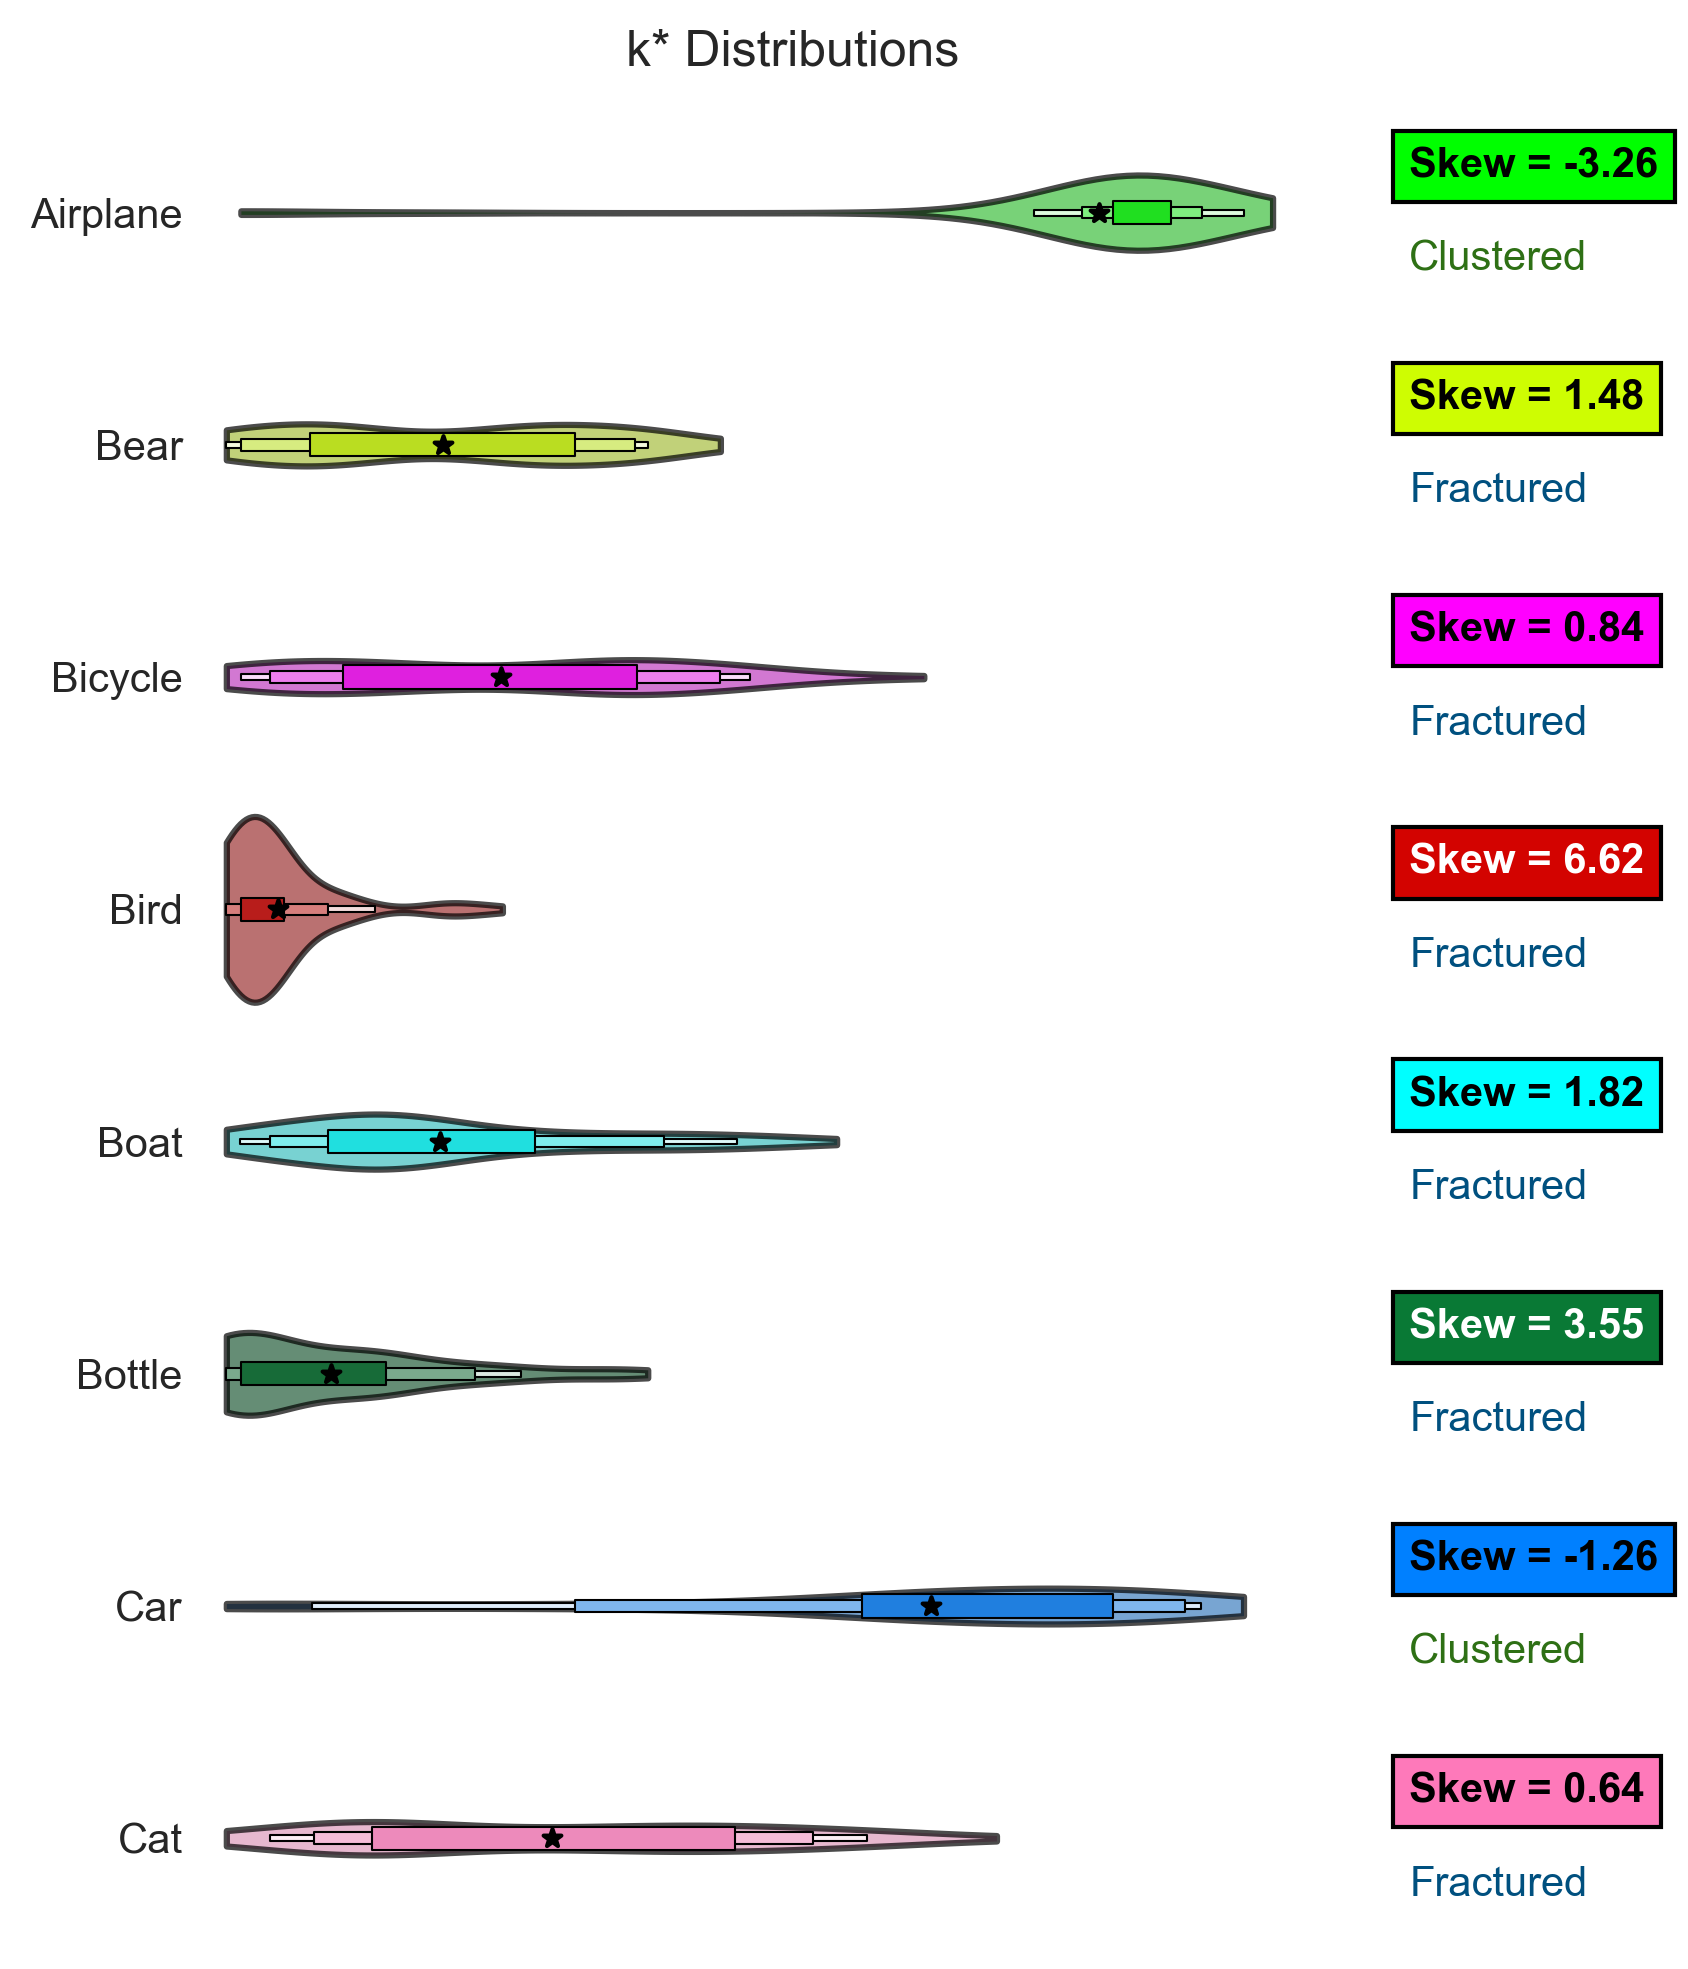 k* Distributions
Airplane
Skew = -3.26
Clustered
Bear
Skew = 1.48
Fractured
Bicycle
Skew = 0.84
Fractured
Bird
Skew = 6.62
Fractured
Boat
Skew = 1.82
Fractured
Bottle
Skew = 3.55
Fractured
Car
Skew = -1.26
Clustered
Cat
Skew = 0.64
Fractured